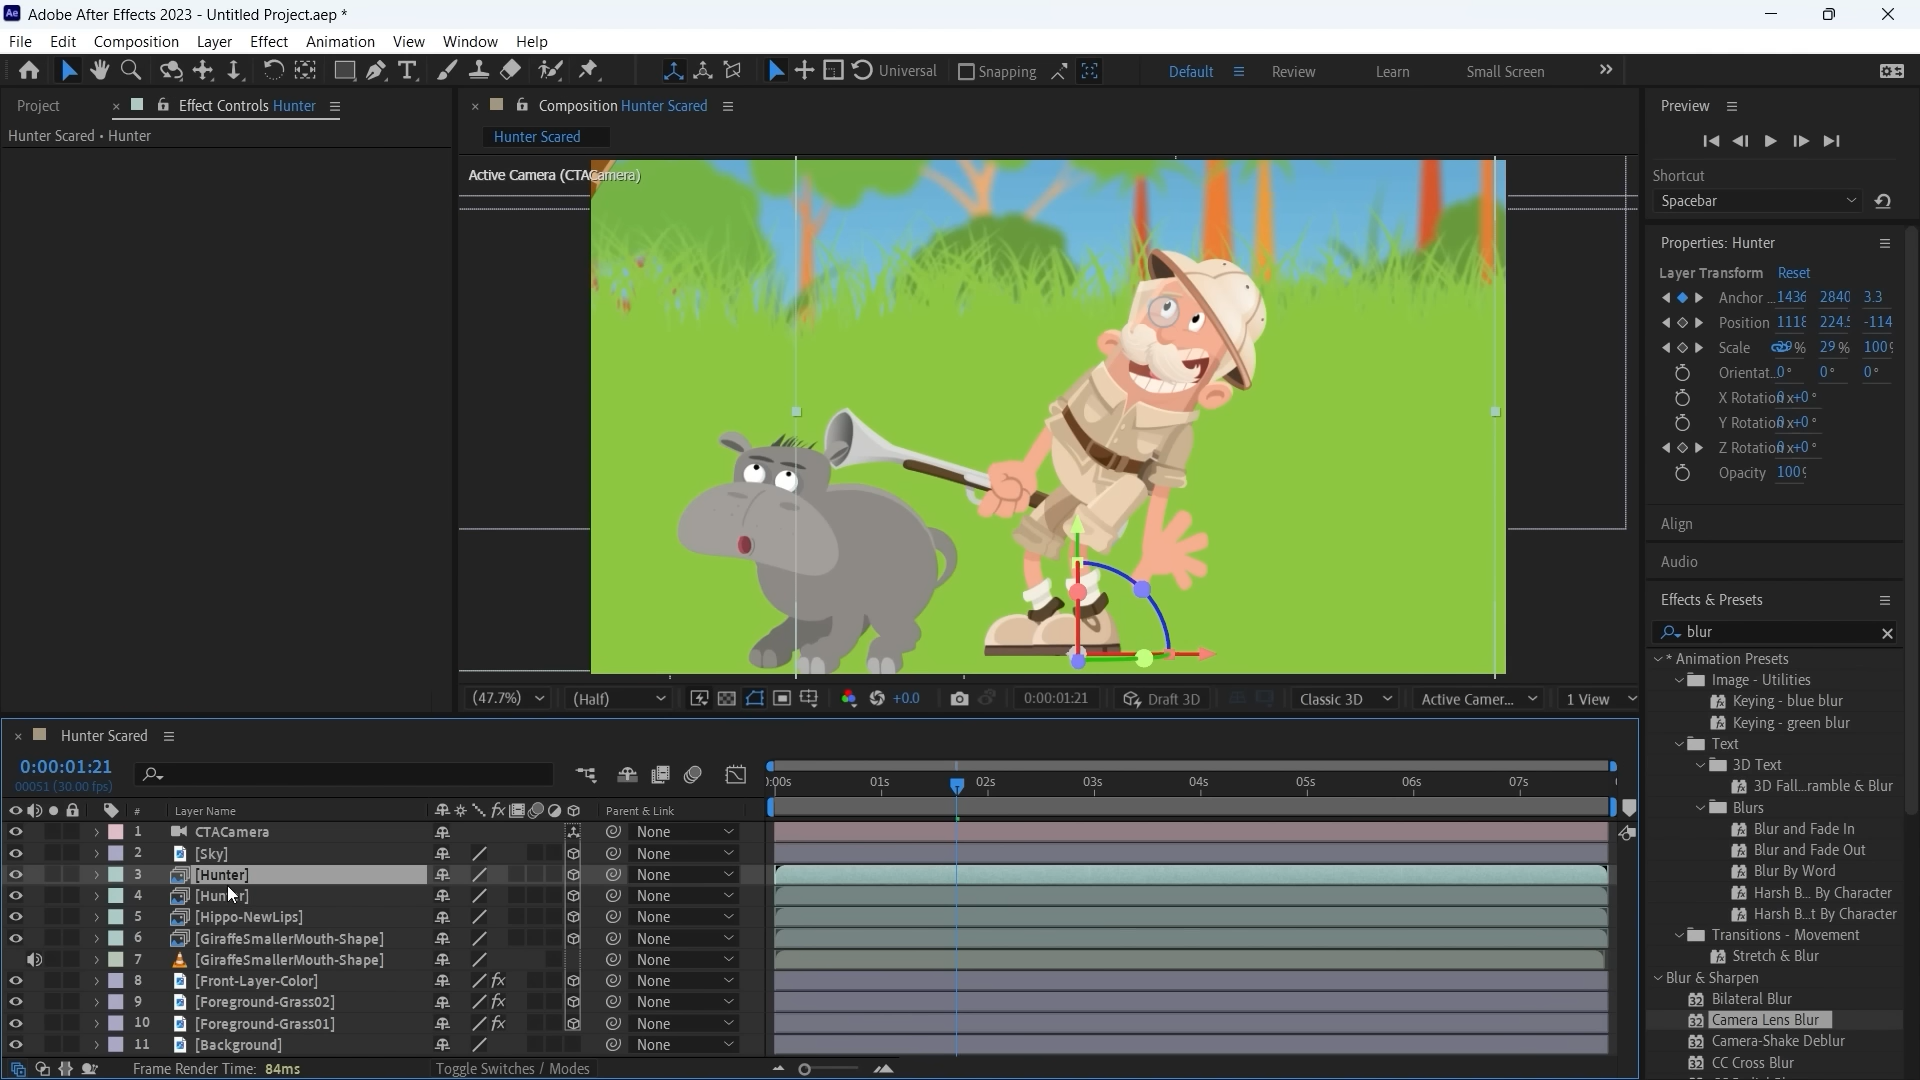 Adobe After Effects 2023 - Untitled Project.aep *
File Edit Composition Layer Effect Animation View Window Help
Universal Snapping Default Review Learn Small Screen
Project Effect Controls Hunter
Hunter Scared • Hunter
Composition Hunter Scared
Hunter Scared
Active Camera (CTACamera)
(47.7%) (Half) +0.0 0:00:01:21 Draft 3D Classic 3D Active Camer... 1 View
Preview
Shortcut
Spacebar
Properties: Hunter
Layer Transform Reset
Anchor ... 1436 2840 3.3
Position 1118 224.5 -114
Scale 29% 29% 100%
Orientat... 0° 0° 0°
X Rotation 0x+0°
Y Rotation 0x+0°
Z Rotation 0x+0°
Opacity 100%
Align
Audio
Effects & Presets
blur
* Animation Presets
Image - Utilities
Keying - blue blur
Keying - green blur
Text
3D Text
3D Fall...ramble & Blur
Blurs
Blur and Fade In
Blur and Fade Out
Blur By Word
Harsh B... By Character
Harsh B...t By Character
Transitions - Movement
Stretch & Blur
Blur & Sharpen
Bilateral Blur
Camera Lens Blur
Camera-Shake Deblur
CC Cross Blur
Hunter Scared
0:00:01:21
00051 (30.00 fps)
:00s 01s 02s 03s 04s 05s 06s 07s
# Layer Name Parent & Link
1 CTACamera None
2 [Sky] None
3 [Hunter] None
4 [Hunter] None
5 [Hippo-NewLips] None
6 [GiraffeSmallerMouth-Shape] None
7 [GiraffeSmallerMouth-Shape] None
8 [Front-Layer-Color] None
9 [Foreground-Grass02] None
10 [Foreground-Grass01] None
11 [Background] None
Frame Render Time: 84ms Toggle Switches / Modes